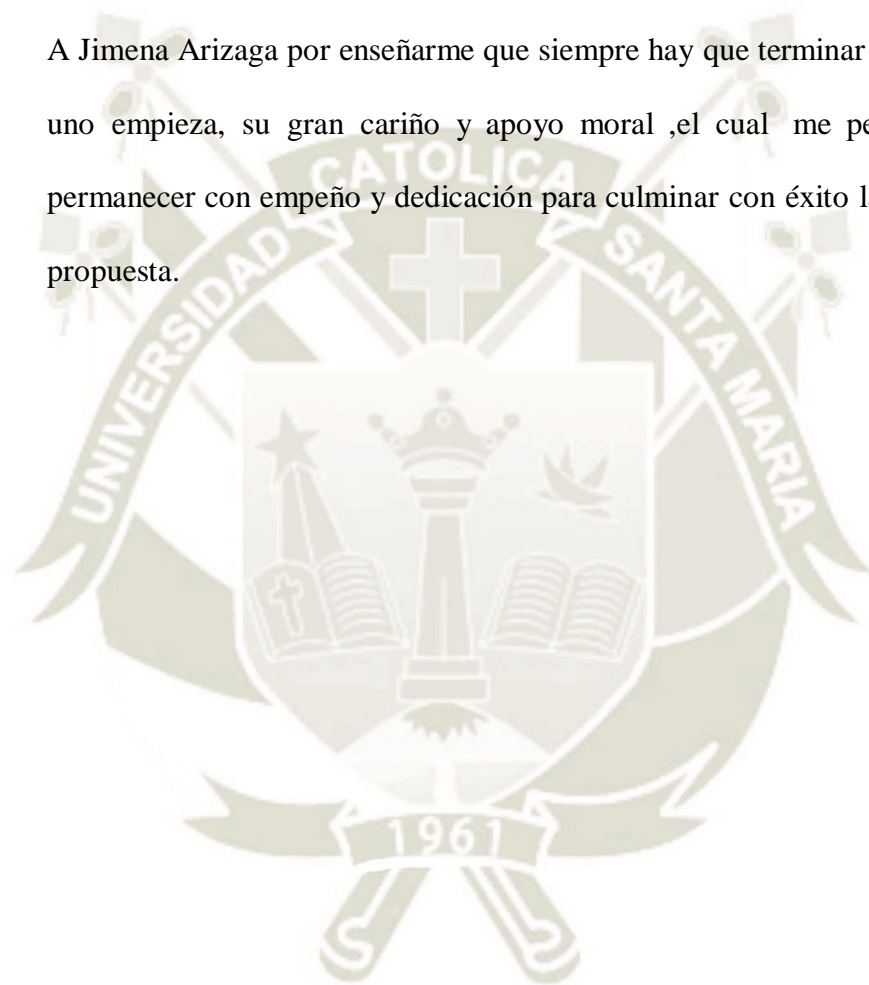 A Jimena Arizaga por enseñarme que siempre hay que terminar
uno empieza, su gran cariño y apoyo moral ,el cual me pe
permanecer con empeño y dedicación para culminar con éxito l
propuesta.
UNIVERSIDAD CATOLICA SANTA MARIA
1961